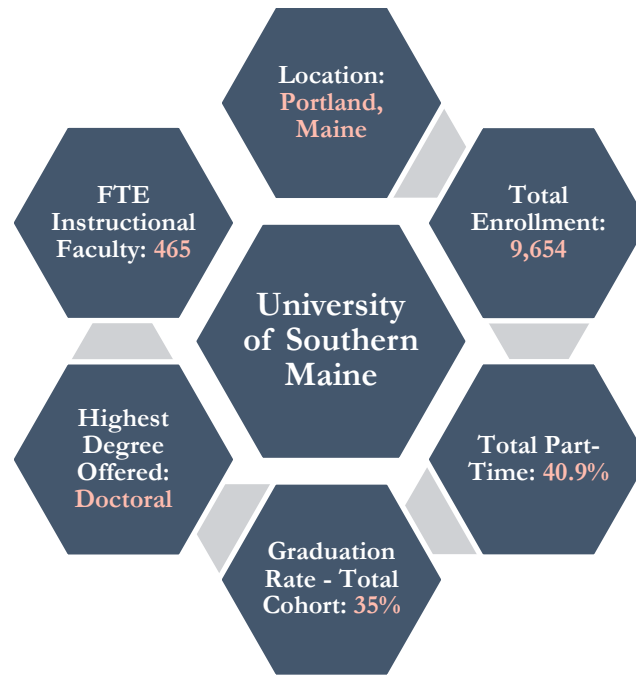 Location:
Portland,
Maine
Total
Enrollment:
9,654
Total Part-
Time: 40.9%
Graduation
Rate - Total
Cohort: 35%
Highest
Degree
Offered:
Doctoral
FTE
Instructional
Faculty: 465
University
of Southern
Maine